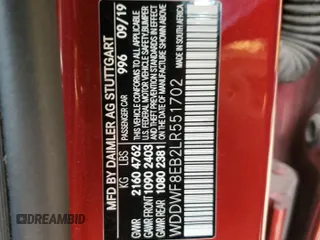 MFD BY DAIMLER AG STUTTGART
PASSENGER CAR 996 09/19
KG LBS
GVWR 2160 4762
GAWR FRONT 1090 2403
GAWR REAR 1080 2381
THIS VEHICLE CONFORMS TO ALL APPLICABLE
U.S. FEDERAL MOTOR VEHICLE SAFETY, BUMPER
AND THEFT PREVENTION STANDARDS IN EFFECT
ON THE DATE OF MANUFACTURE SHOWN ABOVE.
MADE IN SOUTH AFRICA
WDDWF8EB2LR551702
DREAMBID